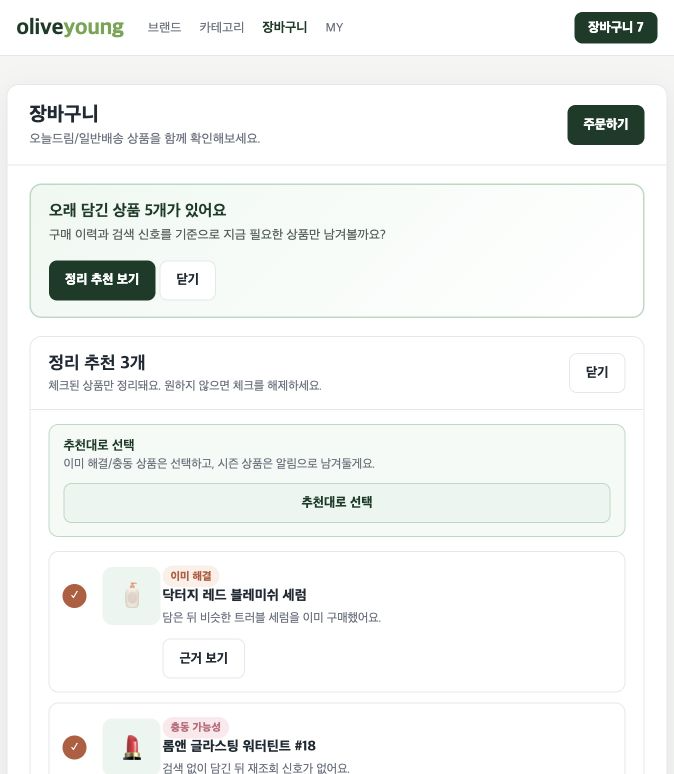 oliveyoung 브랜드 카테고리 장바구니 MY 장바구니 7
장바구니
오늘드림/일반배송 상품을 함께 확인해보세요.
주문하기
오래 담긴 상품 5개가 있어요
구매 이력과 검색 신호를 기준으로 지금 필요한 상품만 남겨볼까요?
정리 추천 보기 닫기
정리 추천 3개
체크된 상품만 정리돼요. 원하지 않으면 체크를 해제하세요.
닫기
추천대로 선택
이미 해결/충동 상품은 선택하고, 시즌 상품은 알림으로 남겨둘게요.
추천대로 선택
이미 해결
닥터지 레드 블레미쉬 세럼
담은 뒤 비슷한 트러블 세럼을 이미 구매했어요.
근거 보기
충동 가능성
롬앤 글라스팅 워터틴트 #18
검색 없이 담긴 뒤 재조회 신호가 없어요.